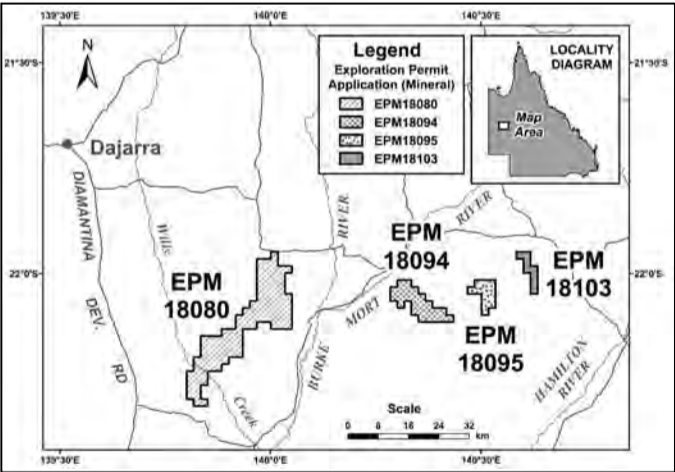 139°30'E
140°0'E
140°30'E
21°30'S
21°30'S
N
Legend
Exploration Permit
Application (Mineral)
EPM18080
EPM18094
EPM18095
EPM18103
LOCALITY
DIAGRAM
Map
Area
Dajarra
DIAMANTINA
DEV.
RD
Wills
Creek
RIVER
BURKE
RIVER
MORT
EPM
18094
EPM
18080
EPM
18103
EPM
18095
22°0'S
22°0'S
HAMILTON
RIVER
Scale
0 8 16 24 32
km
139°30'E
140°0'E
140°30'E